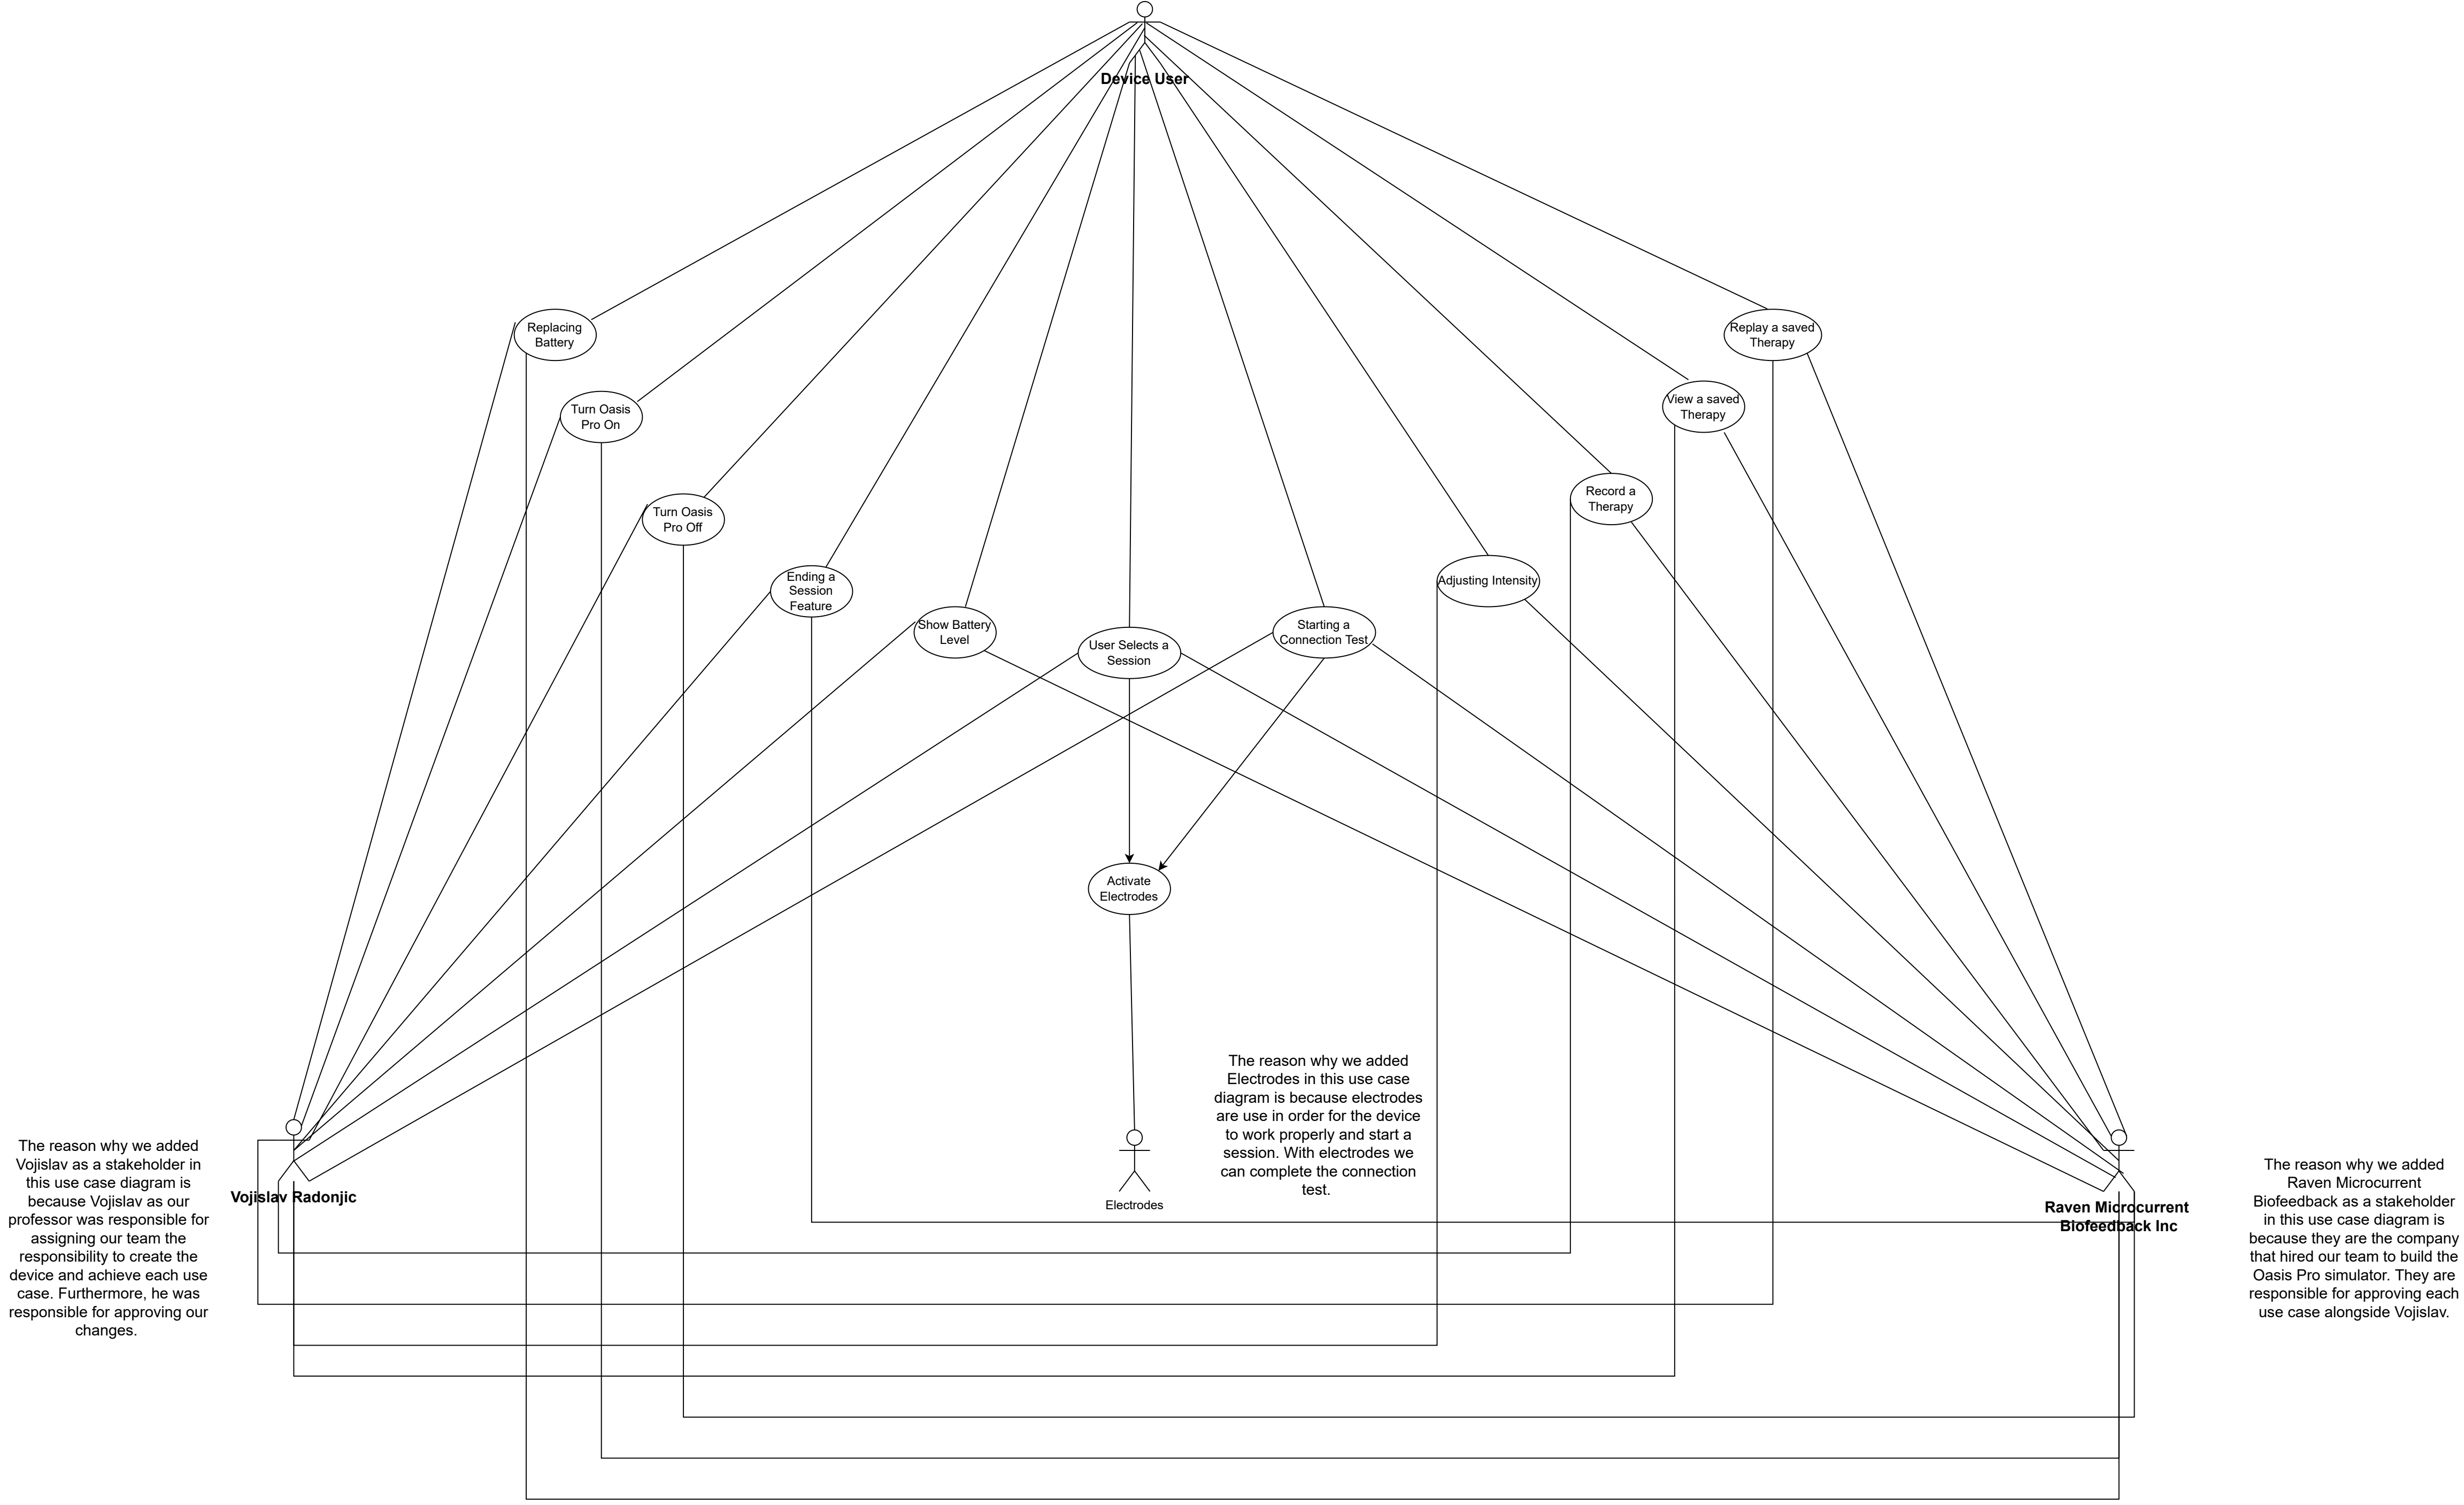 Device User
Replacing
Battery
Replay a saved
Therapy
Turn Oasis
Pro On
View a saved
Therapy
Turn Oasis
Pro Off
Record a
Therapy
Ending a
Session
Feature
Adjusting Intensity
Show Battery
Level
User Selects a
Session
Starting a
Connection Test
Activate
Electrodes
The reason why we added
Electrodes in this use case
diagram is because electrodes
are use in order for the device
to work properly and start a
session. With electrodes we
can complete the connection
test.
Electrodes
The reason why we added
Vojislav as a stakeholder in
this use case diagram is
because Vojislav as our
professor was responsible for
assigning our team the
responsibility to create the
device and achieve each use
case. Furthermore, he was
responsible for approving our
changes.
Vojislav Radonjic
Raven Microcurrent
Biofeedback Inc
The reason why we added
Raven Microcurrent
Biofeedback as a stakeholder
in this use case diagram is
because they are the company
that hired our team to build the
Oasis Pro simulator. They are
responsible for approving each
use case alongside Vojislav.